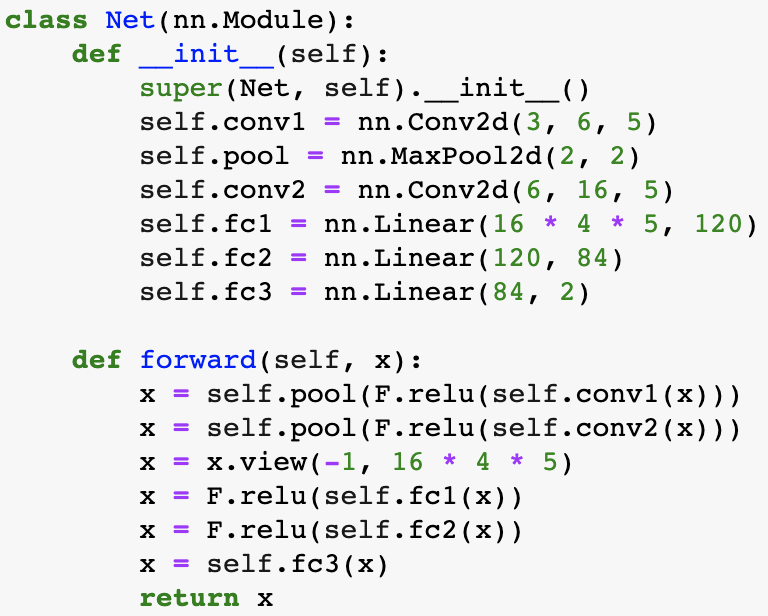 class Net(nn.Module):
    def __init__(self):
        super(Net, self).__init__()
        self.conv1 = nn.Conv2d(3, 6, 5)
        self.pool = nn.MaxPool2d(2, 2)
        self.conv2 = nn.Conv2d(6, 16, 5)
        self.fc1 = nn.Linear(16 * 4 * 5, 120)
        self.fc2 = nn.Linear(120, 84)
        self.fc3 = nn.Linear(84, 2)

    def forward(self, x):
        x = self.pool(F.relu(self.conv1(x)))
        x = self.pool(F.relu(self.conv2(x)))
        x = x.view(-1, 16 * 4 * 5)
        x = F.relu(self.fc1(x))
        x = F.relu(self.fc2(x))
        x = self.fc3(x)
        return x